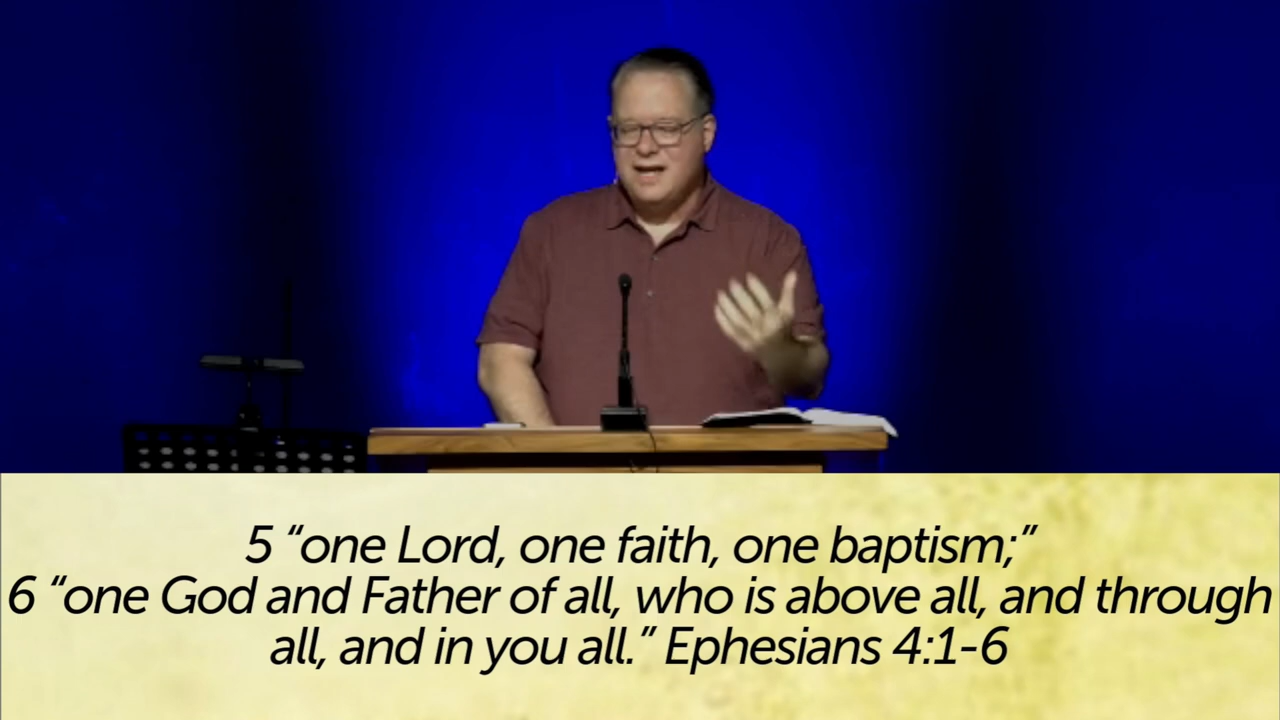 5 “one Lord, one faith, one baptism;”
6 “one God and Father of all, who is above all, and through
all, and in you all.” Ephesians 4:1-6